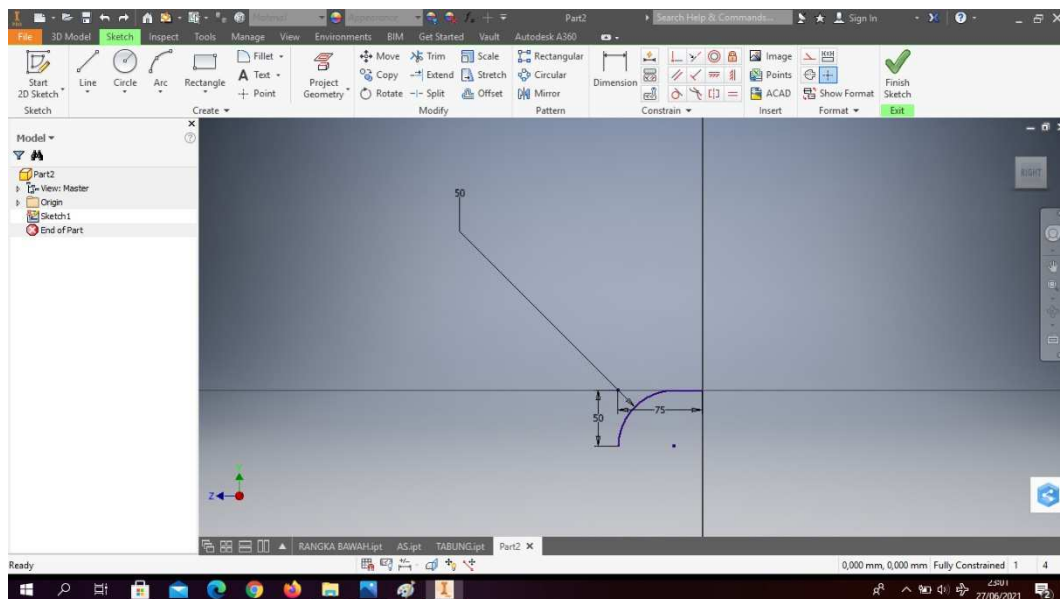 Material
Appearance
Part2
Search Help & Commands...
Sign In
File 3D Model Sketch Inspect Tools Manage View Environments BIM Get Started Vault Autodesk A360
Start
2D Sketch
Line
Circle
Arc
Rectangle
Fillet
Text
Point
Project
Geometry
Move
Copy
Rotate
Trim
Extend
Split
Scale
Stretch
Offset
Rectangular
Circular
Mirror
Dimension
Image
Points
ACAD
Show Format
Finish
Sketch
Sketch Create Modify Pattern Constrain Insert Format Exit
Model
Part2
View: Master
Origin
Sketch1
End of Part
RIGHT
50
50
75
Y
Z
RANGKA BAWAH.ipt AS.ipt TABUNG.ipt Part2
Ready
0,000 mm, 0,000 mm Fully Constrained 1 4
23:01
27/06/2021